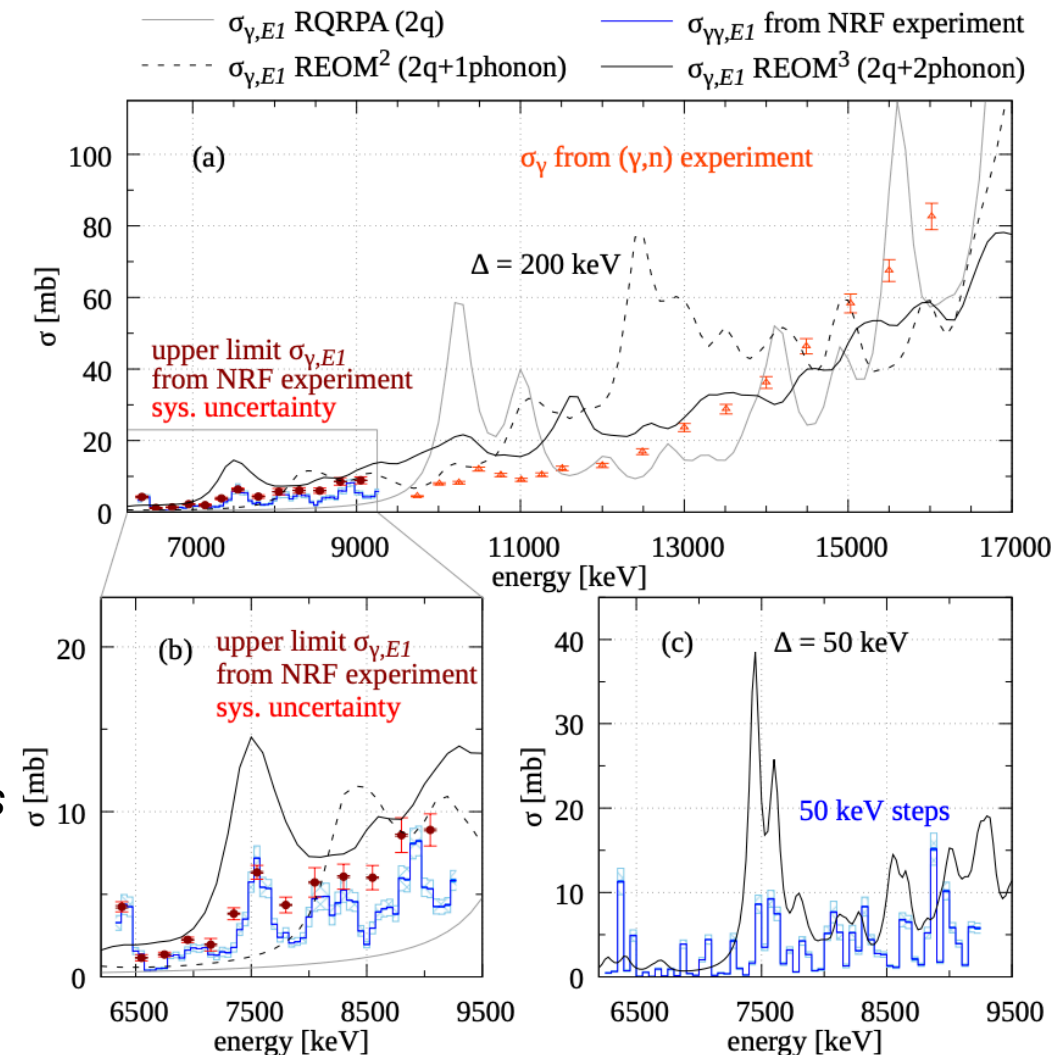 σγ,E1 RQRPA (2q)
σγγ,E1 from NRF experiment
σγ,E1 REOM² (2q+1phonon)
σγ,E1 REOM³ (2q+2phonon)
(a)
σγ from (γ,n) experiment
Δ = 200 keV
upper limit σγ,E1
from NRF experiment
sys. uncertainty
σ [mb]
100
80
60
40
20
0
7000 9000 11000 13000 15000 17000
energy [keV]
(b)
upper limit σγ,E1
from NRF experiment
sys. uncertainty
σ [mb]
20
10
0
6500 7500 8500 9500
energy [keV]
(c)
Δ = 50 keV
50 keV steps
σ [mb]
40
30
20
10
0
6500 7500 8500 9500
energy [keV]